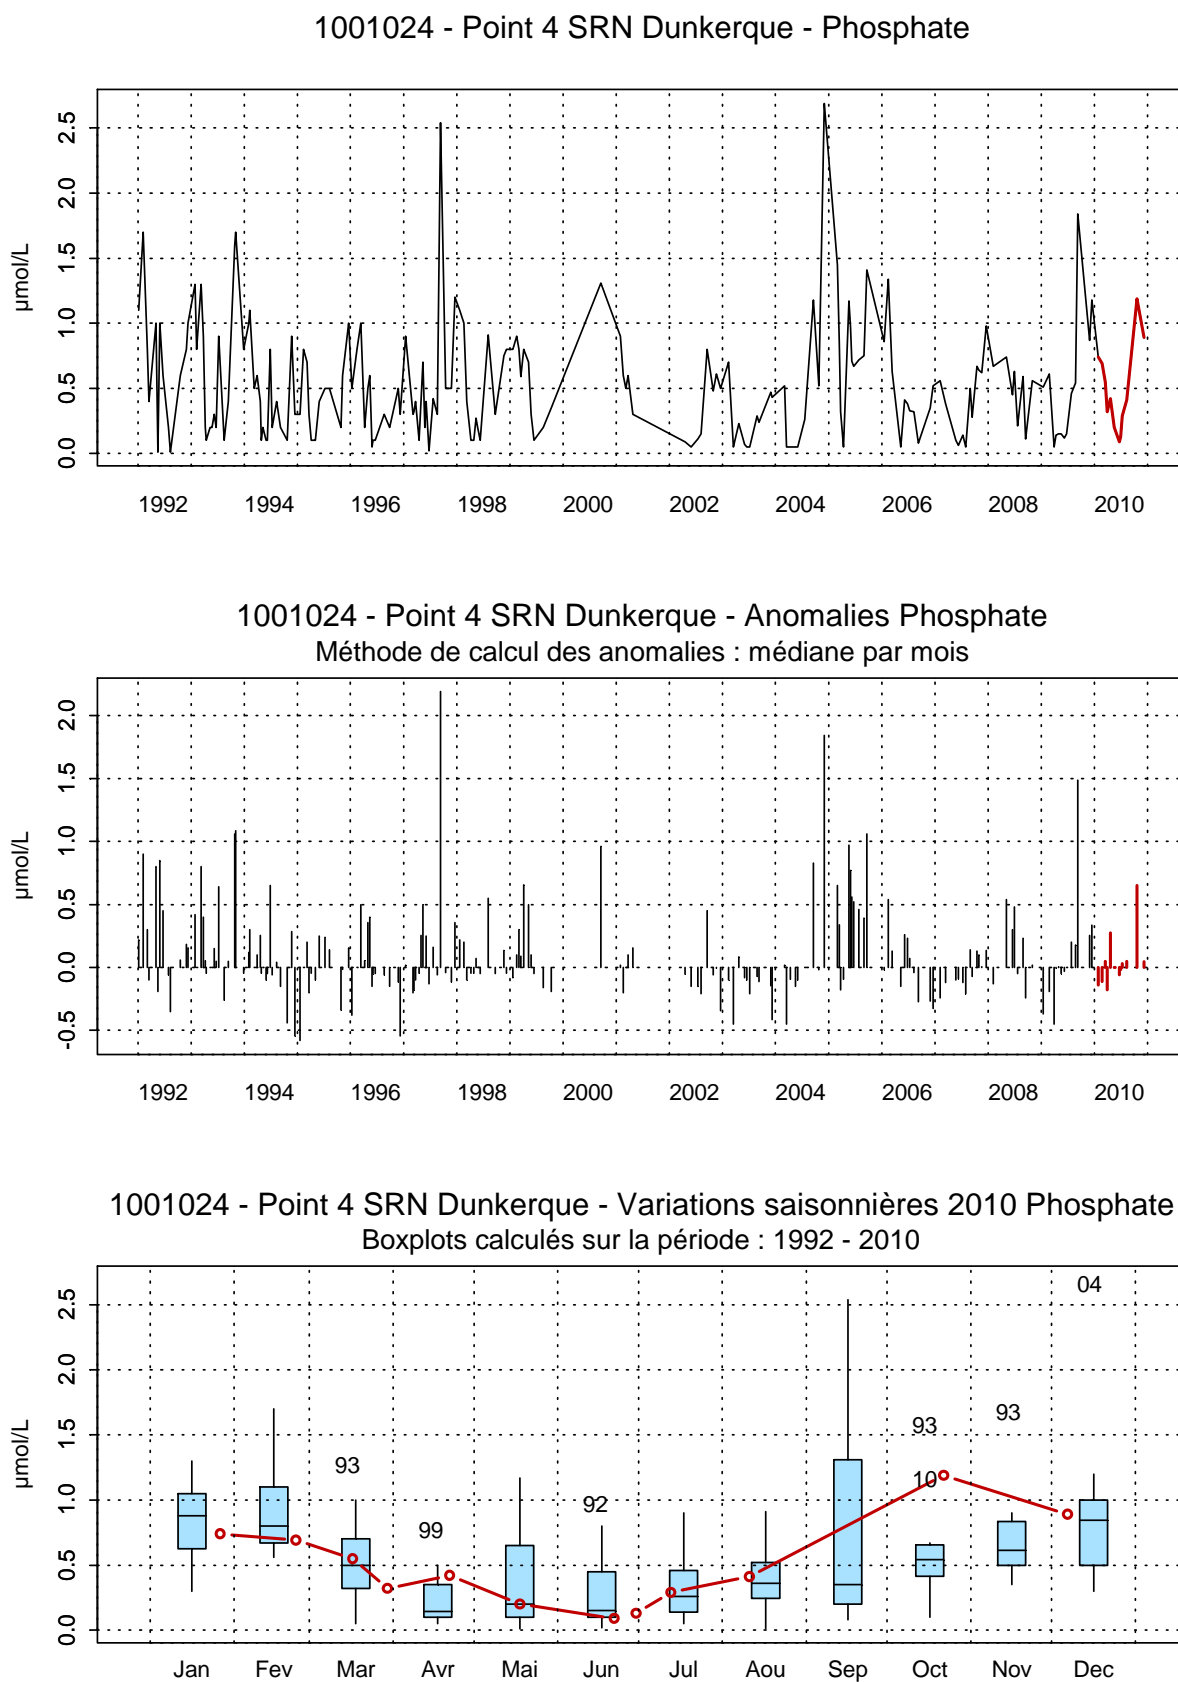 1001024 - Point 4 SRN Dunkerque - Phosphate
2.5
2.0
1.5
1.0
0.5
0.0
µmol/L
1992 1994 1996 1998 2000 2002 2004 2006 2008 2010
1001024 - Point 4 SRN Dunkerque - Anomalies Phosphate
Méthode de calcul des anomalies : médiane par mois
2.0
1.5
1.0
0.5
0.0
-0.5
µmol/L
1992 1994 1996 1998 2000 2002 2004 2006 2008 2010
1001024 - Point 4 SRN Dunkerque - Variations saisonnières 2010 Phosphate
Boxplots calculés sur la période : 1992 - 2010
2.5
2.0
1.5
1.0
0.5
0.0
µmol/L
04
93
93
93
10
92
99
Jan Fev Mar Avr Mai Jun Jul Aou Sep Oct Nov Dec